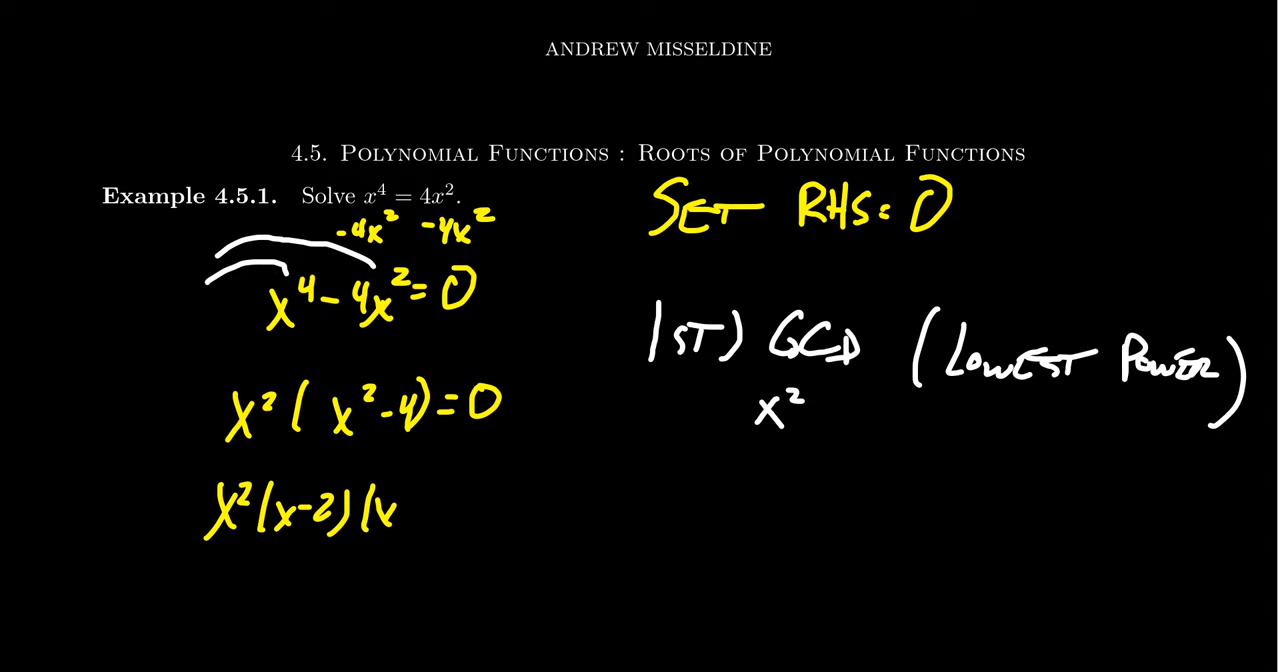 ANDREW MISSELDINE
4.5. POLYNOMIAL FUNCTIONS : ROOTS OF POLYNOMIAL FUNCTIONS
Example 4.5.1. Solve x⁴ = 4x².
SET RHS = 0
-4x² -4x²
x⁴ - 4x² = 0
1ST) GCD (LOWEST POWER)
x²
x²( x² - 4) = 0
x²(x-2)(x